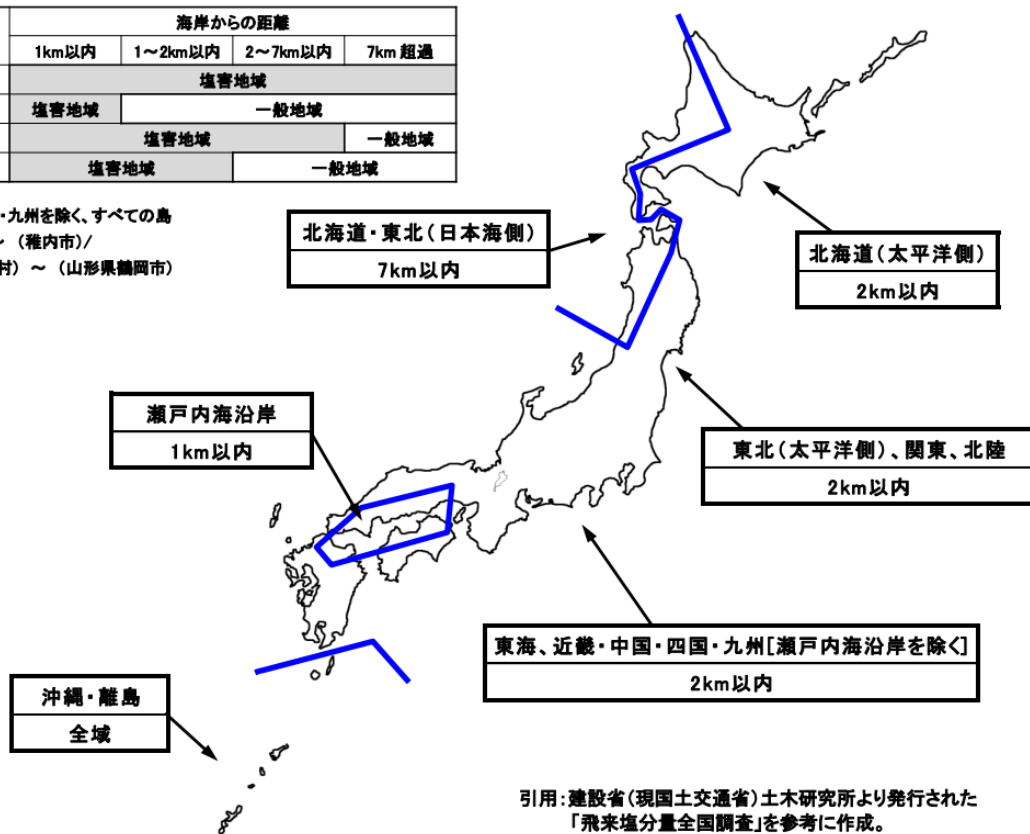 海岸からの距離
1km以内 1～2km以内 2～7km以内 7km超過
塩害地域
塩害地域 一般地域
塩害地域 一般地域
塩害地域 一般地域
・九州を除く、すべての島
～ (稚内市)/
村) ～ (山形県鶴岡市)
北海道・東北(日本海側)
7km以内
北海道(太平洋側)
2km以内
瀬戸内海沿岸
1km以内
東北(太平洋側)、関東、北陸
2km以内
東海、近畿・中国・四国・九州[瀬戸内海沿岸を除く]
2km以内
沖縄・離島
全域
引用:建設省(現国土交通省)土木研究所より発行された
「飛来塩分量全国調査」を参考に作成。